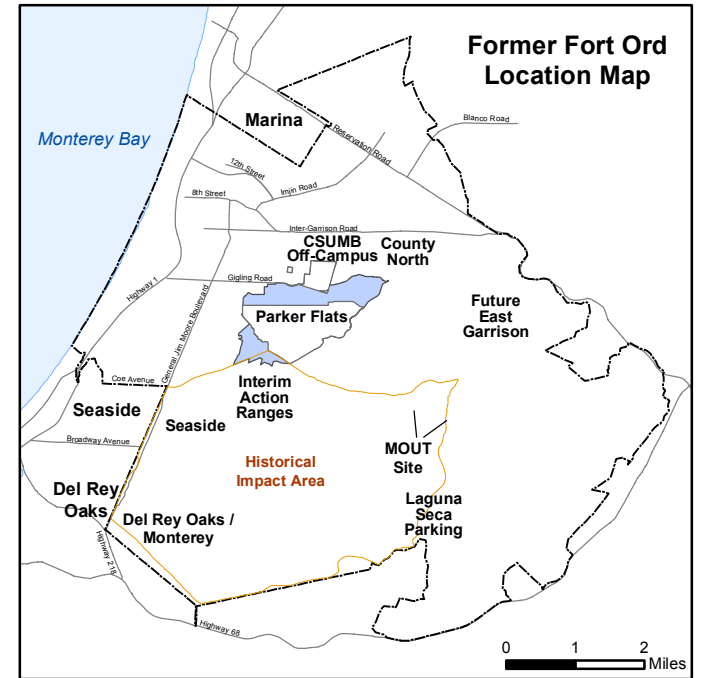 Former Fort Ord
Location Map
Marina
Blanco Road
Monterey Bay
Reservation Road
12th Street
Imjin Road
8th Street
Inter-Garrison Road
CSUMB
Off-Campus
County
North
Gigling Road
Highway 1
Parker Flats
Future
East
Garrison
General Jim Moore Boulevard
Coe Avenue
Interim
Action
Ranges
Seaside
Seaside
Broadway Avenue
MOUT
Site
Historical
Impact Area
Del Rey
Oaks
Laguna
Seca
Parking
Del Rey Oaks /
Monterey
Highway 218
Highway 68
0 1 2
Miles